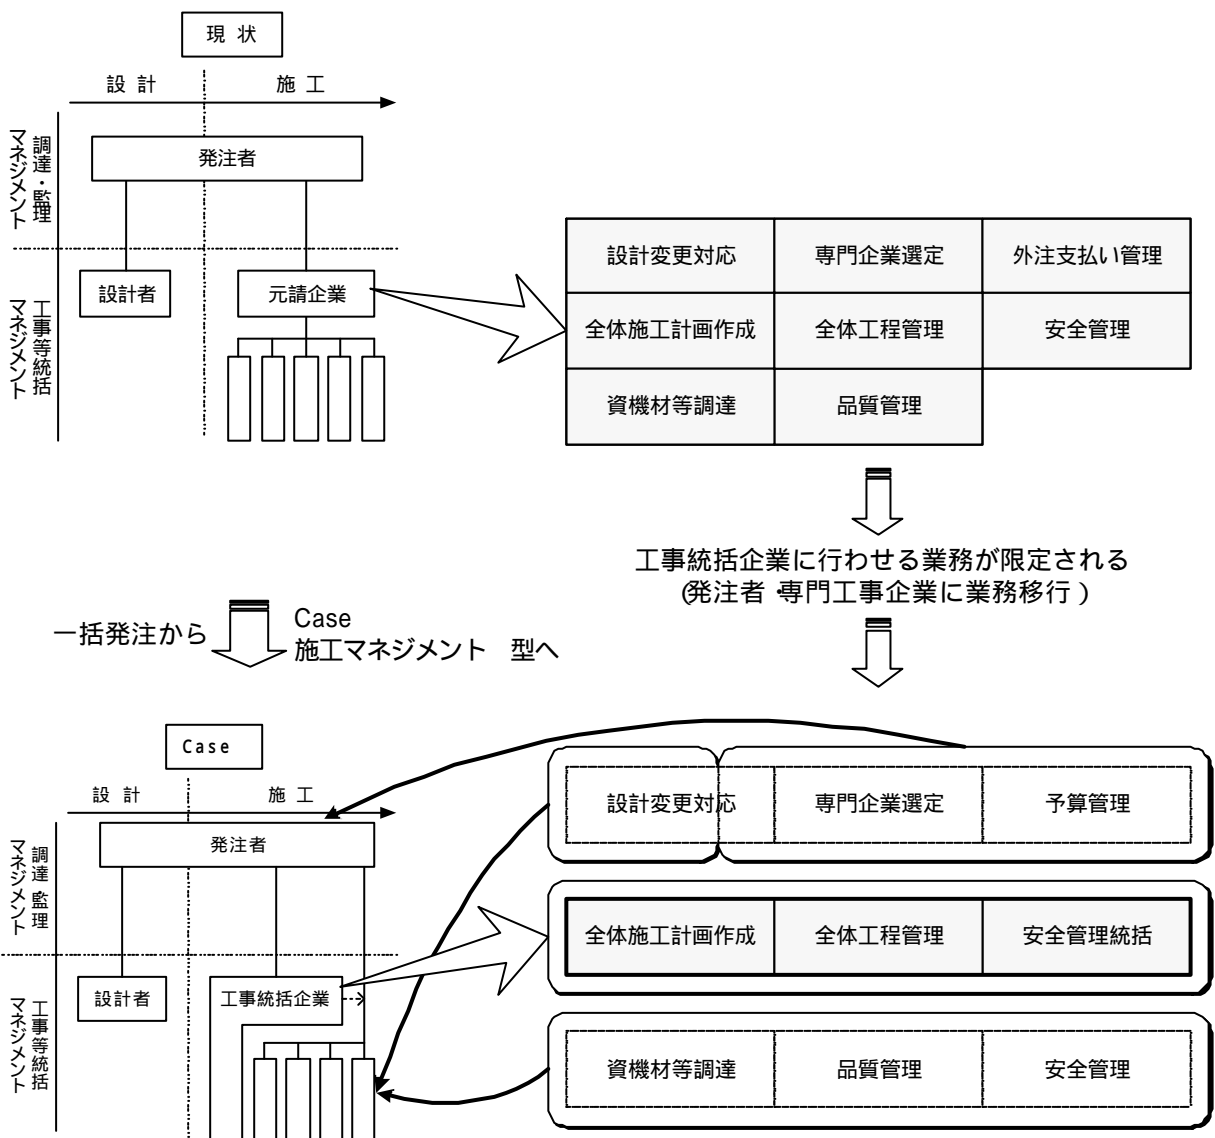 現 状
設 計
施 工
調達・監理
マネジメント
発注者
工事等統括
マネジメント
設計者
元請企業
設計変更対応
専門企業選定
外注支払い管理
全体施工計画作成
全体工程管理
安全管理
資機材等調達
品質管理
工事統括企業に行わせる業務が限定される
(発注者・専門工事企業に業務移行)
一括発注から
Case
施工マネジメント 型へ
Case
設 計
施 工
調達 監理
マネジメント
発注者
工事等統括
マネジメント
設計者
工事統括企業
設計変更対応
専門企業選定
予算管理
全体施工計画作成
全体工程管理
安全管理統括
資機材等調達
品質管理
安全管理